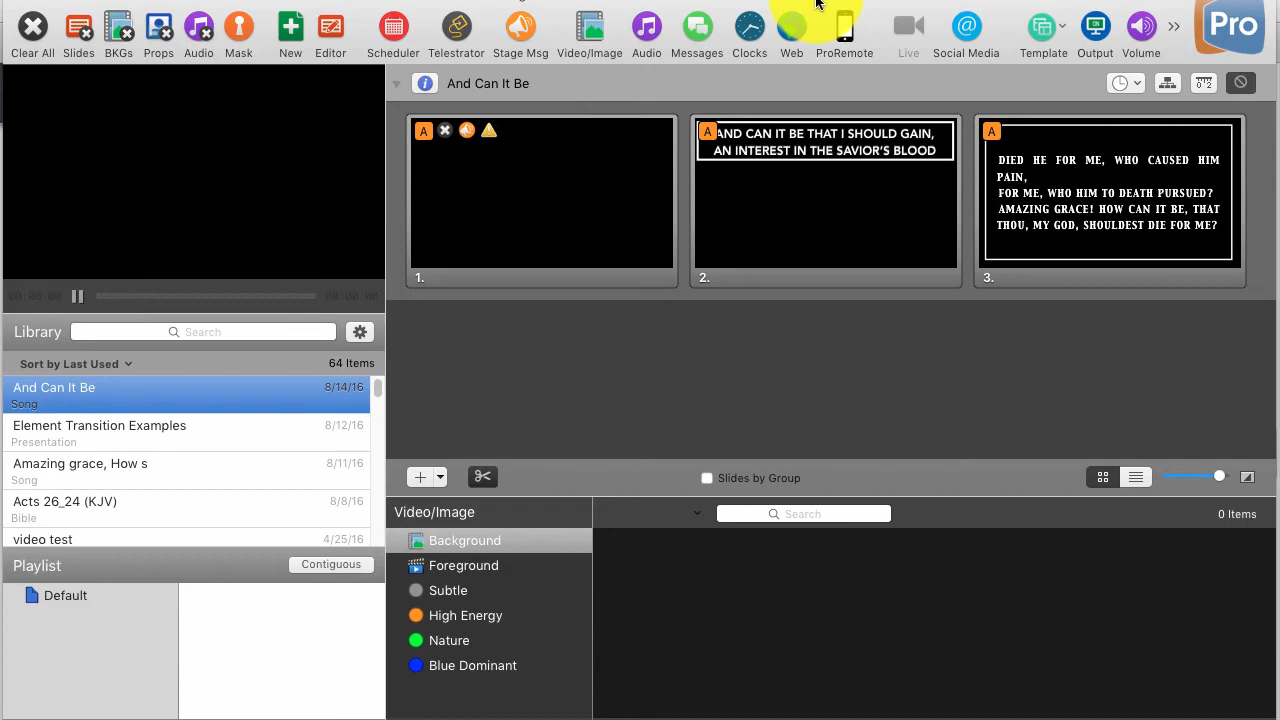 Clear All
Slides
BKGs
Props
Audio
Mask
New
Editor
Scheduler
Telestrator
Stage Msg
Video/Image
Audio
Messages
Clocks
Web
ProRemote
Live
Social Media
Template
Output
Volume
Pro
And Can It Be
A
1.
A
AND CAN IT BE THAT I SHOULD GAIN,
AN INTEREST IN THE SAVIOR'S BLOOD
2.
A
DIED HE FOR ME, WHO CAUSED HIM
PAIN,
FOR ME, WHO HIM TO DEATH PURSUED?
AMAZING GRACE! HOW CAN IT BE, THAT
THOU, MY GOD, SHOULDEST DIE FOR ME?
3.
00:00:00
00:00:00
Library
Search
Sort by Last Used
64 Items
And Can It Be
8/14/16
Song
Element Transition Examples
8/12/16
Presentation
Amazing grace, How s
8/11/16
Song
Acts 26_24 (KJV)
8/8/16
Bible
video test
4/25/16
Playlist
Contiguous
Default
Slides by Group
Video/Image
Search
0 Items
Background
Foreground
Subtle
High Energy
Nature
Blue Dominant